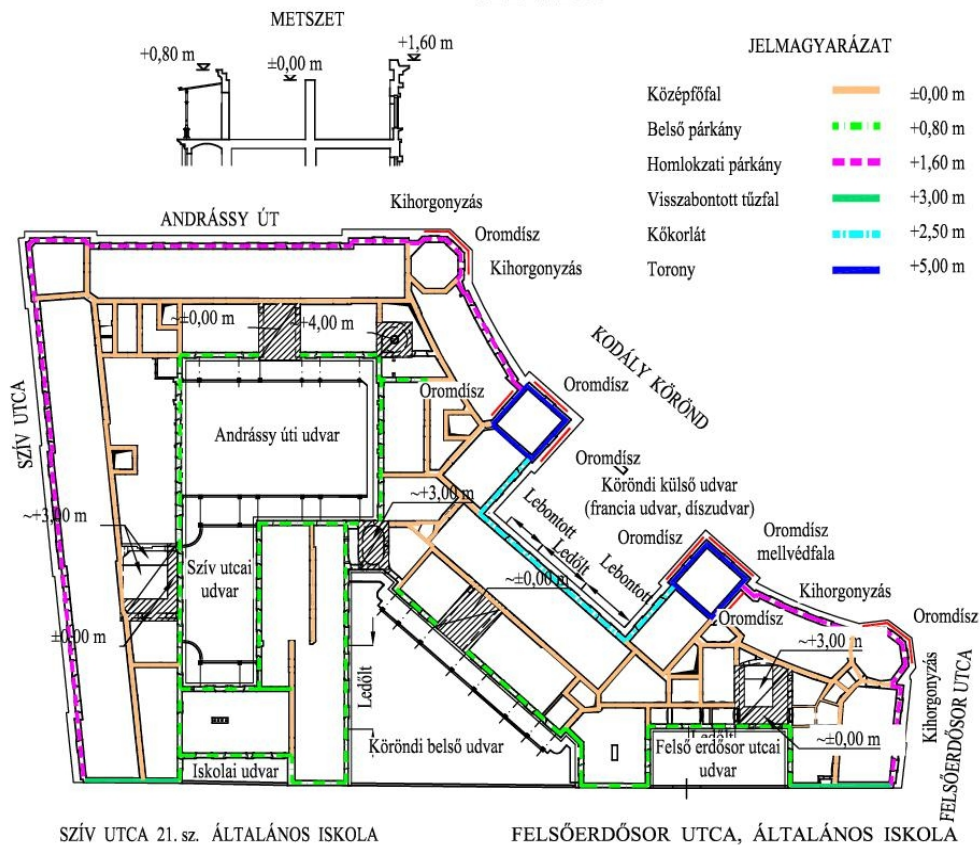 METSZET
+0,80 m
±0,00 m
+1,60 m
JELMAGYARÁZAT
Középfőfal ±0,00 m
Belső párkány +0,80 m
Homlokzati párkány +1,60 m
Visszabontott tűzfal +3,00 m
Kőkorlát +2,50 m
Torony +5,00 m
ANDRÁSSY ÚT
Kihorgonyzás
Oromdísz
Kihorgonyzás
SZÍV UTCA
~±0,00 m
~+4,00 m
KODÁLY KÖRÖND
Oromdísz
Oromdísz
Andrássy úti udvar
Oromdísz
Köröndi külső udvar
(francia udvar, díszudvar)
~+3,00 m
~+3,00 m
Lebontott
Ledőlt
Lebontott
Oromdísz
Oromdísz
mellvédfala
Szív utcai
udvar
~±0,00 m
Kihorgonyzás
Oromdísz
Oromdísz
±0,00 m
~+3,00 m
Ledőlt
Kihorgonyzás
FELSŐERDŐSOR UTCA
Köröndi belső udvar
Ledőlt
~±0,00 m
Felső erdősor utcai
udvar
Iskolai udvar
SZÍV UTCA 21. sz. ÁLTALÁNOS ISKOLA
FELSŐERDŐSOR UTCA, ÁLTALÁNOS ISKOLA